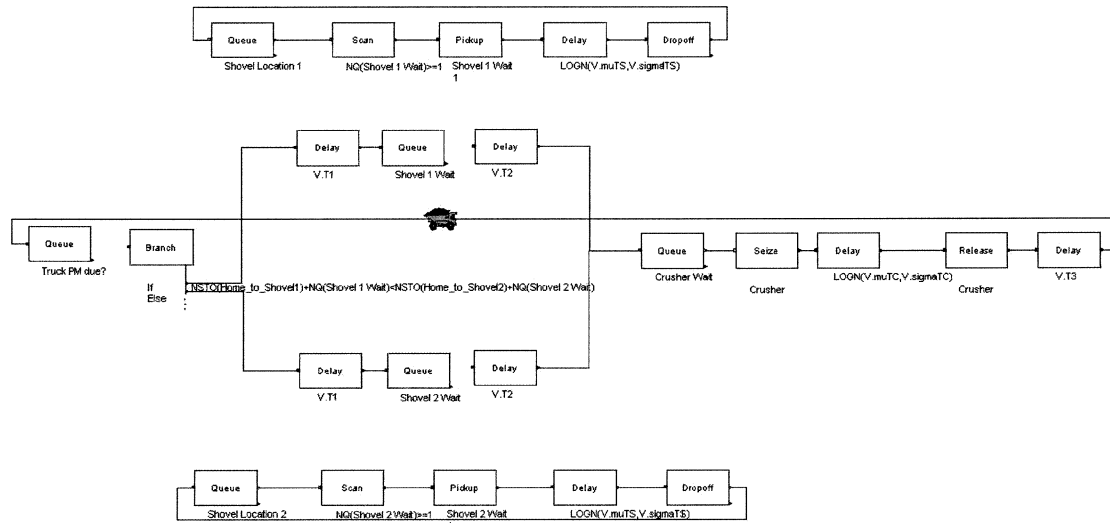 Queue Scan Pickup Delay Dropoff
Shovel Location 1 NQ(Shovel 1 Wait)>=1 Shovel 1 Wait LOGN(V.muTS,V.sigmaTS)
1
Delay Queue Delay
V.T1 Shovel 1 Wait V.T2
Queue Branch Queue Seize Delay Release Delay
Truck PM due? Crusher Wait LOGN(V.muTC,V.sigmaTC) V.T3
If NSTO(Home_to_Shovel1)+NQ(Shovel 1 Wait)<NSTO(Home_to_Shovel2)+NQ(Shovel 2 Wait) Crusher Crusher
Else
Delay Queue Delay
V.T1 Shovel 2 Wait V.T2
Queue Scan Pickup Delay Dropoff
Shovel Location 2 NQ(Shovel 2 Wait)>=1 Shovel 2 Wait LOGN(V.muTS,V.sigmaTS)